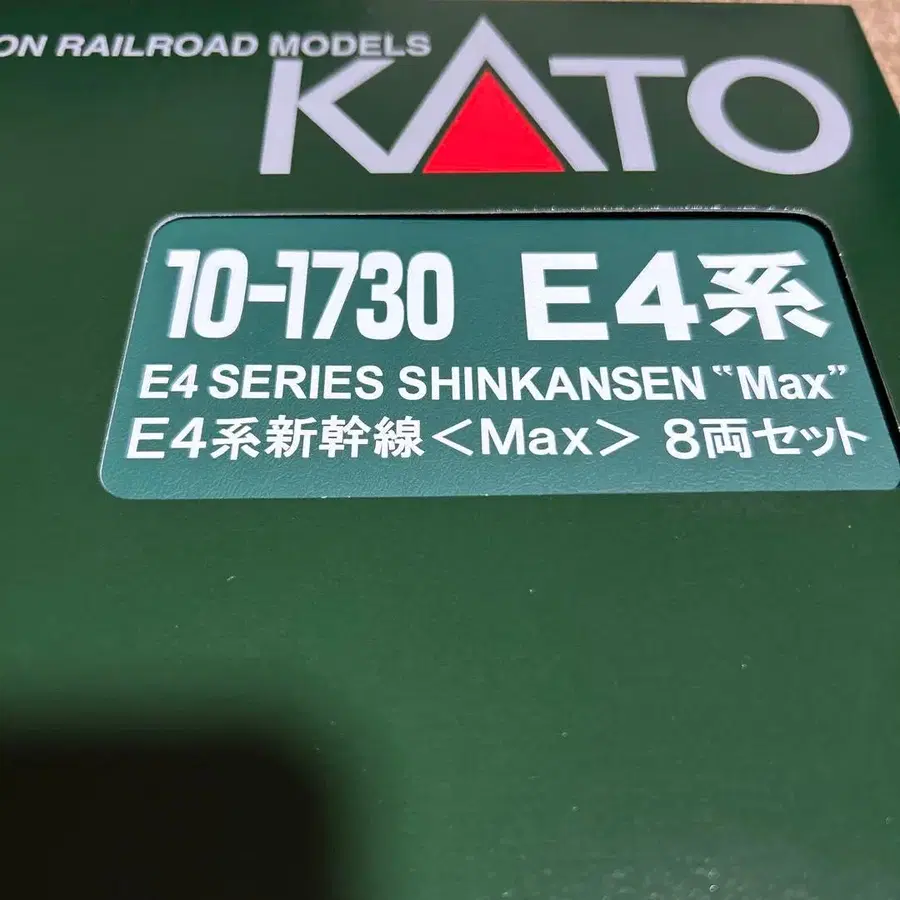 ON RAILROAD MODELS
KATO
10-1730 E4系
E4 SERIES SHINKANSEN “Max”
E4系新幹線＜Max＞ 8両セット